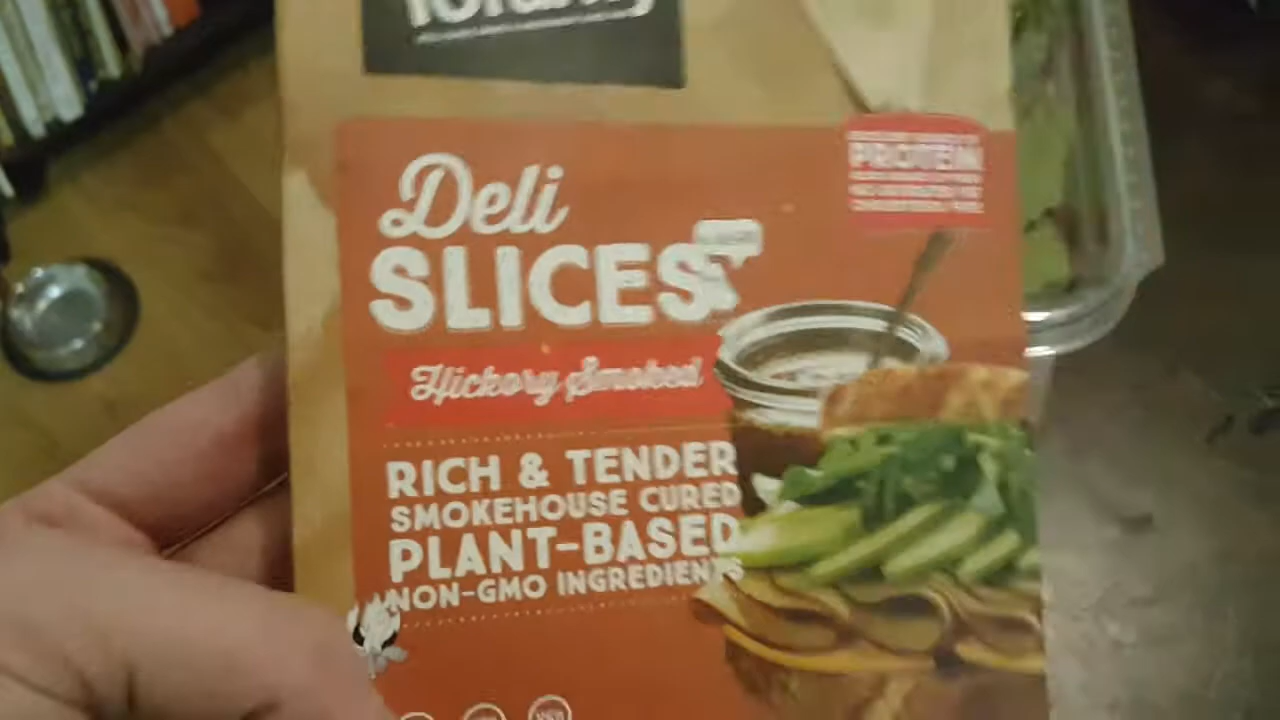 Deli
SLICES
PROTEIN
Hickory Smoked
RICH & TENDER
SMOKEHOUSE CURED
PLANT-BASED
NON-GMO INGREDIENTS